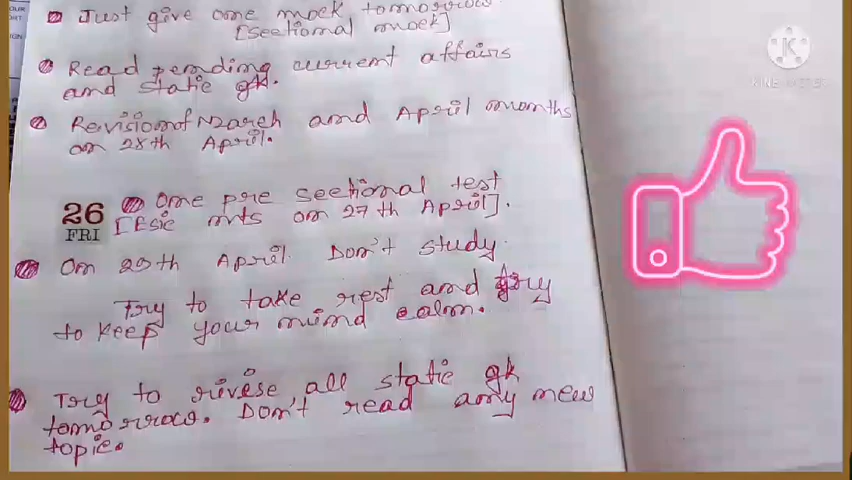 Just give one mock tomorrow
[sectional mock]
Read pending current affairs
and static gk.
Revision of March and April months
on 28th April.
26
FRI
One pre sectional test
[Esic mts on 27th April].
On 29th April Don't study.
Try to take rest and try
to keep your mind calm.
Try to rivese all static gk
tomorrow. Don't read any new
topic.
K
KINEMASTER